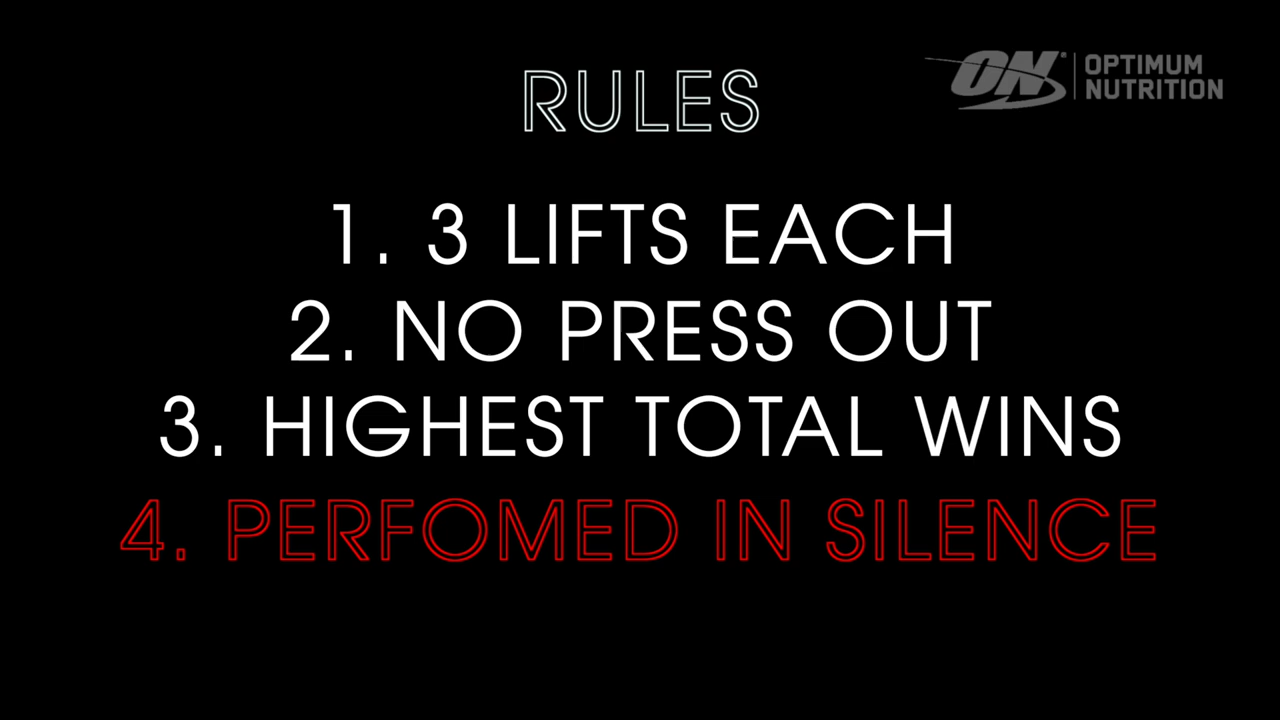 RULES
ON® OPTIMUM
NUTRITION
1. 3 LIFTS EACH
2. NO PRESS OUT
3. HIGHEST TOTAL WINS
4. PERFOMED IN SILENCE